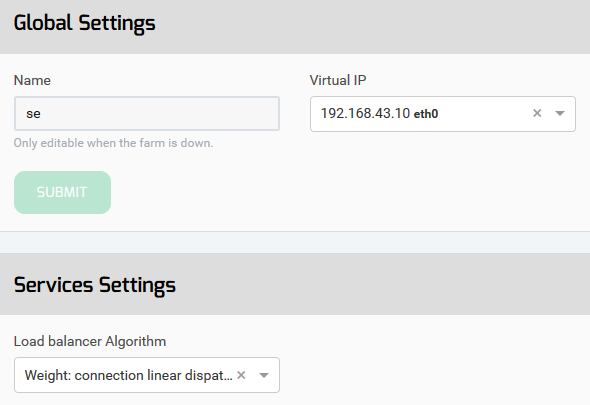 Global Settings
Name
Virtual IP
se
192.168.43.10 eth0
Only editable when the farm is down.
SUBMIT
Services Settings
Load balancer Algorithm
Weight: connection linear dispat...